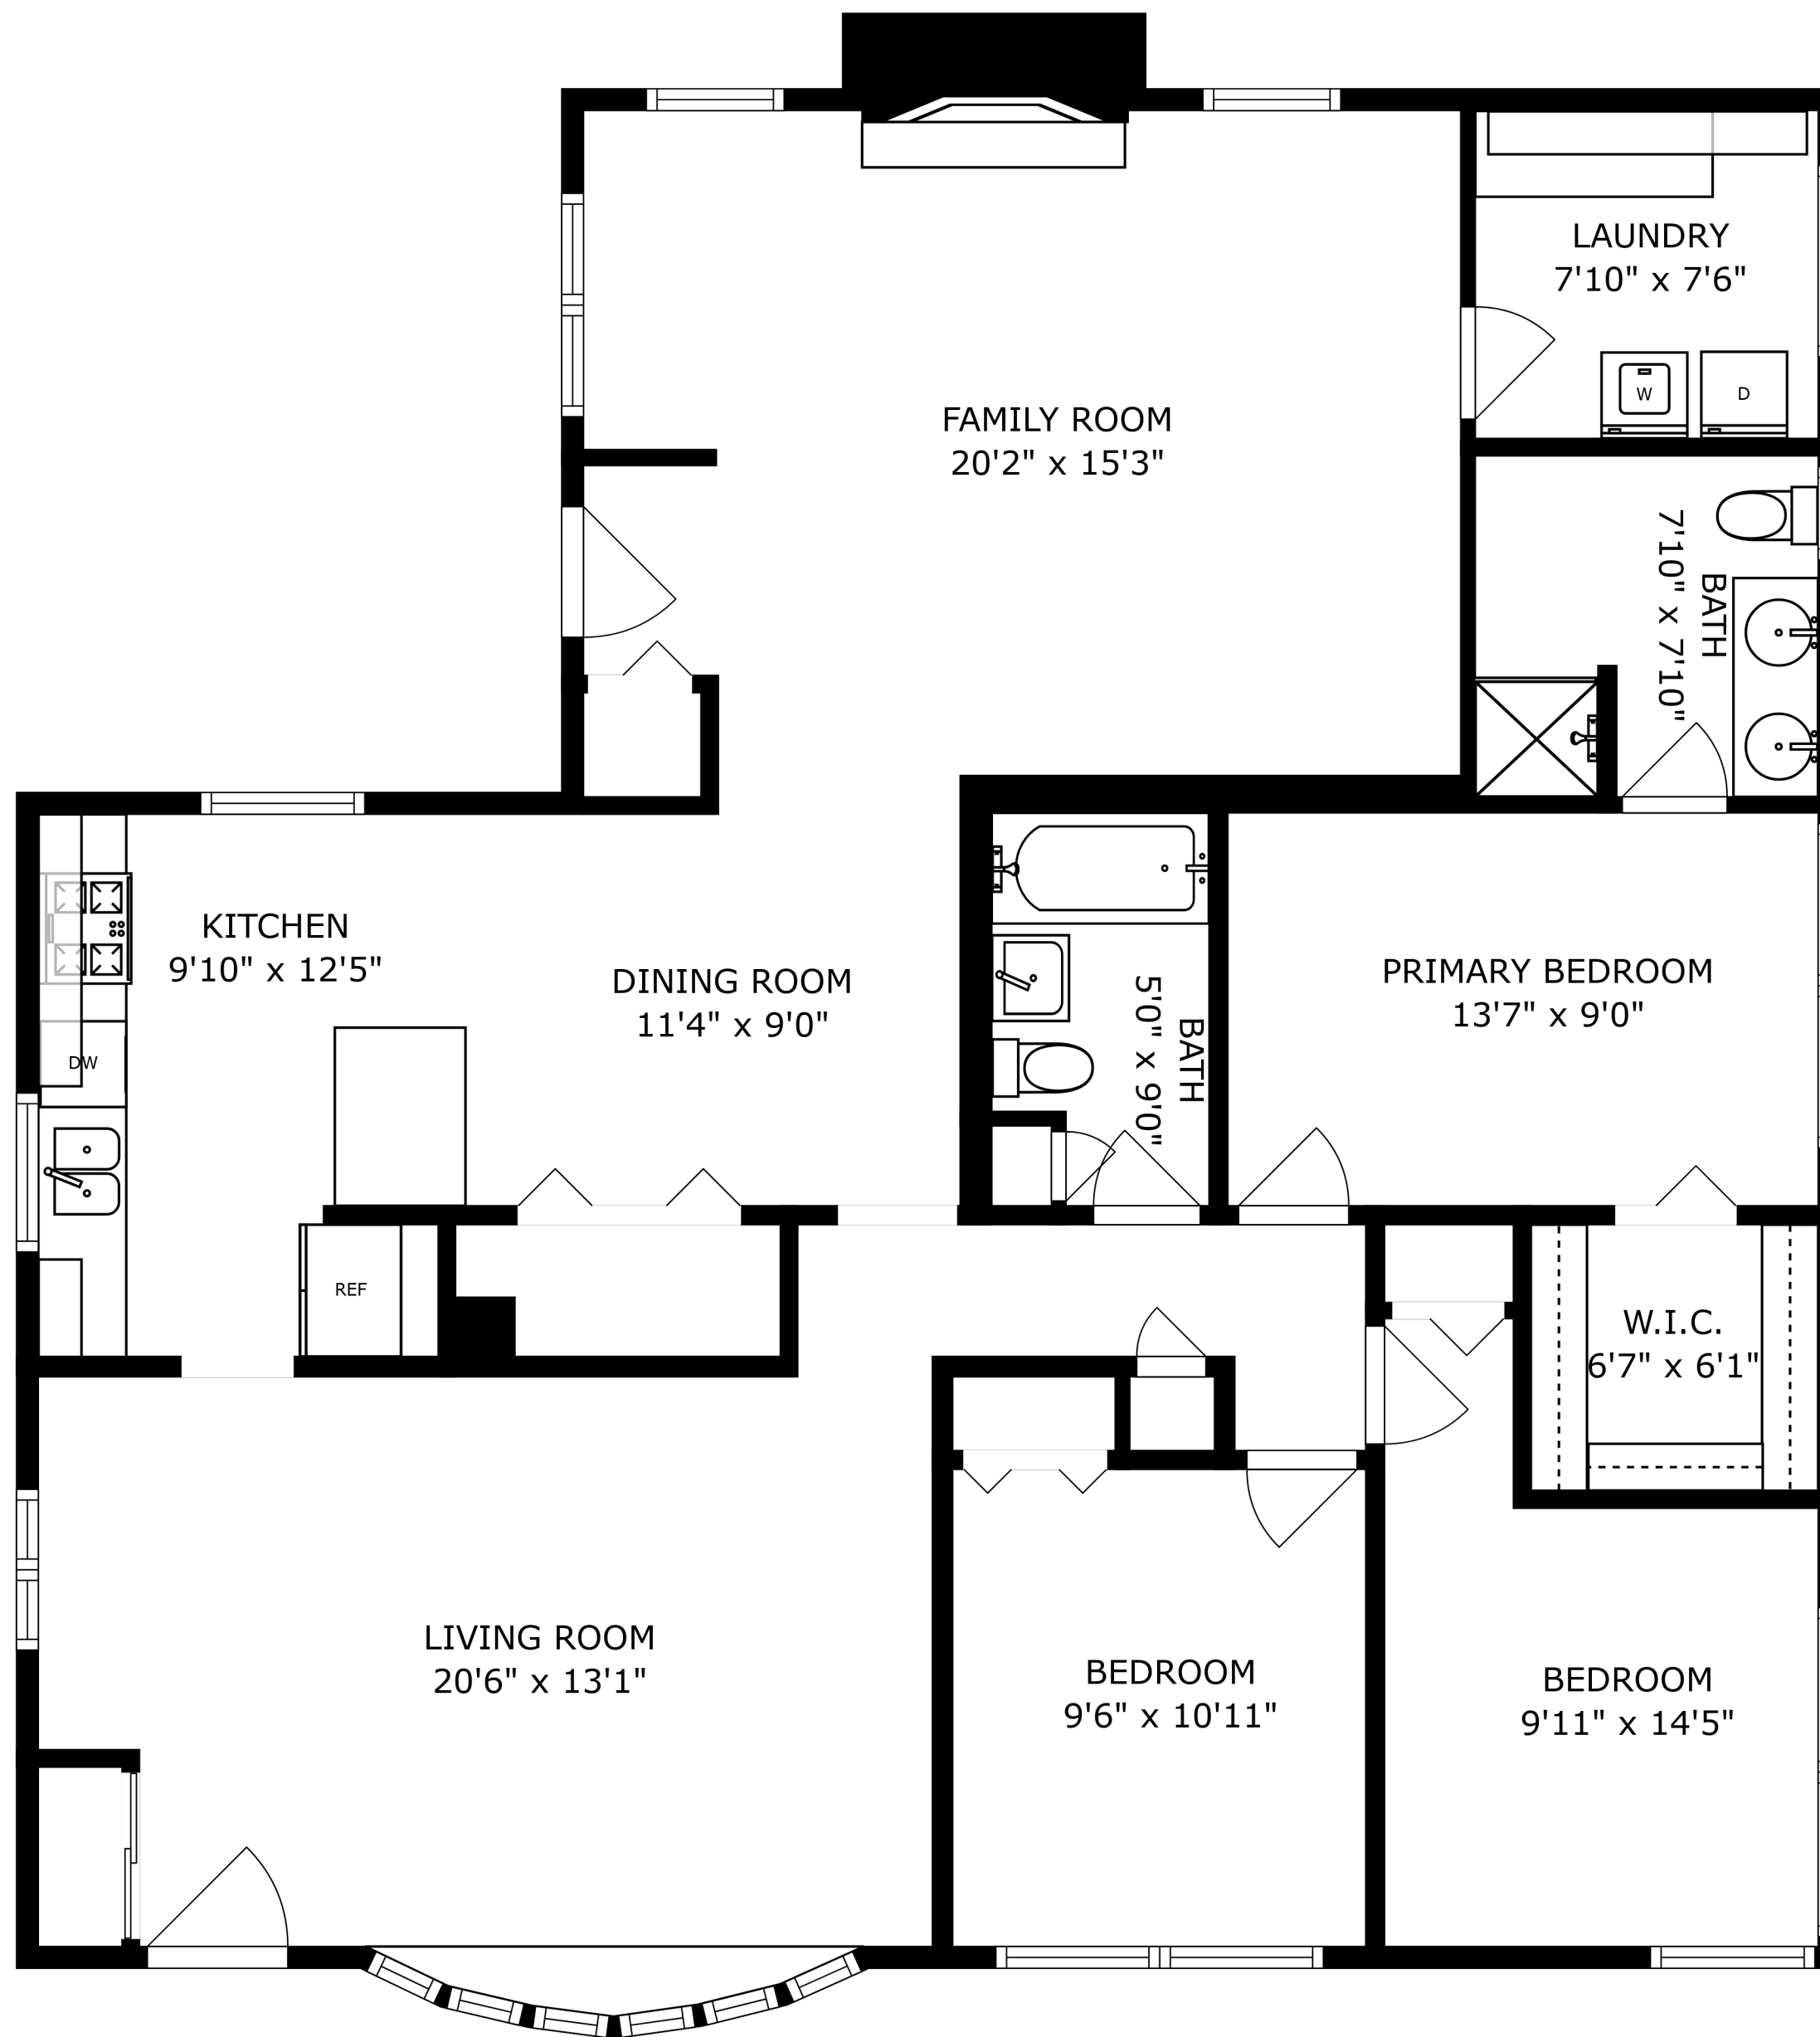 LAUNDRY
7'10" x 7'6"
W
D
FAMILY ROOM
20'2" x 15'3"
BATH
7'10" x 7'10"
KITCHEN
9'10" x 12'5"
DINING ROOM
11'4" x 9'0"
DW
BATH
5'0" x 9'0"
PRIMARY BEDROOM
13'7" x 9'0"
REF
W.I.C.
6'7" x 6'1"
LIVING ROOM
20'6" x 13'1"
BEDROOM
9'6" x 10'11"
BEDROOM
9'11" x 14'5"